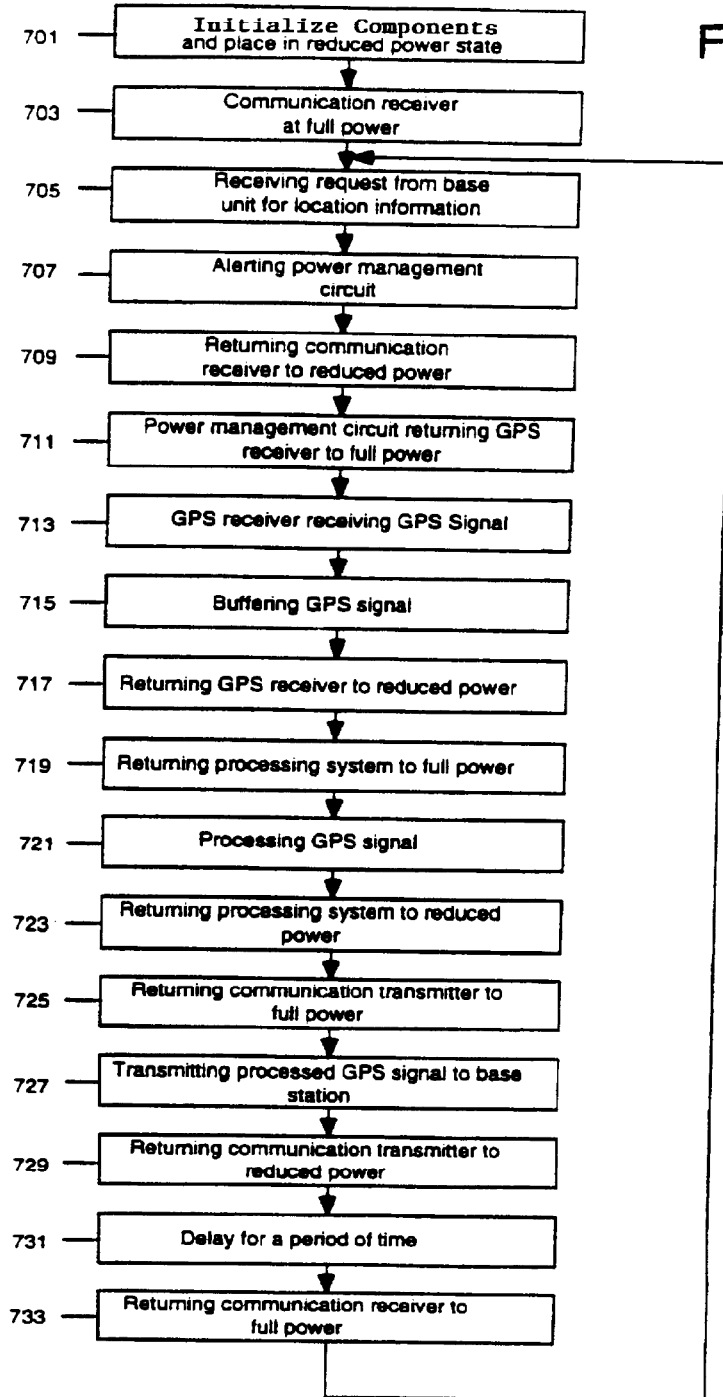 F
701
Initialize Components
and place in reduced power state
703
Communication receiver
at full power
705
Receiving request from base
unit for location information
707
Alerting power management
circuit
709
Returning communication
receiver to reduced power
711
Power management circuit returning GPS
receiver to full power
713
GPS receiver receiving GPS Signal
715
Buffering GPS signal
717
Returning GPS receiver to reduced power
719
Returning processing system to full power
721
Processing GPS signal
723
Returning processing system to reduced
power
725
Returning communication transmitter to
full power
727
Transmitting processed GPS signal to base
station
729
Returning communication transmitter to
reduced power
731
Delay for a period of time
733
Returning communication receiver to
full power